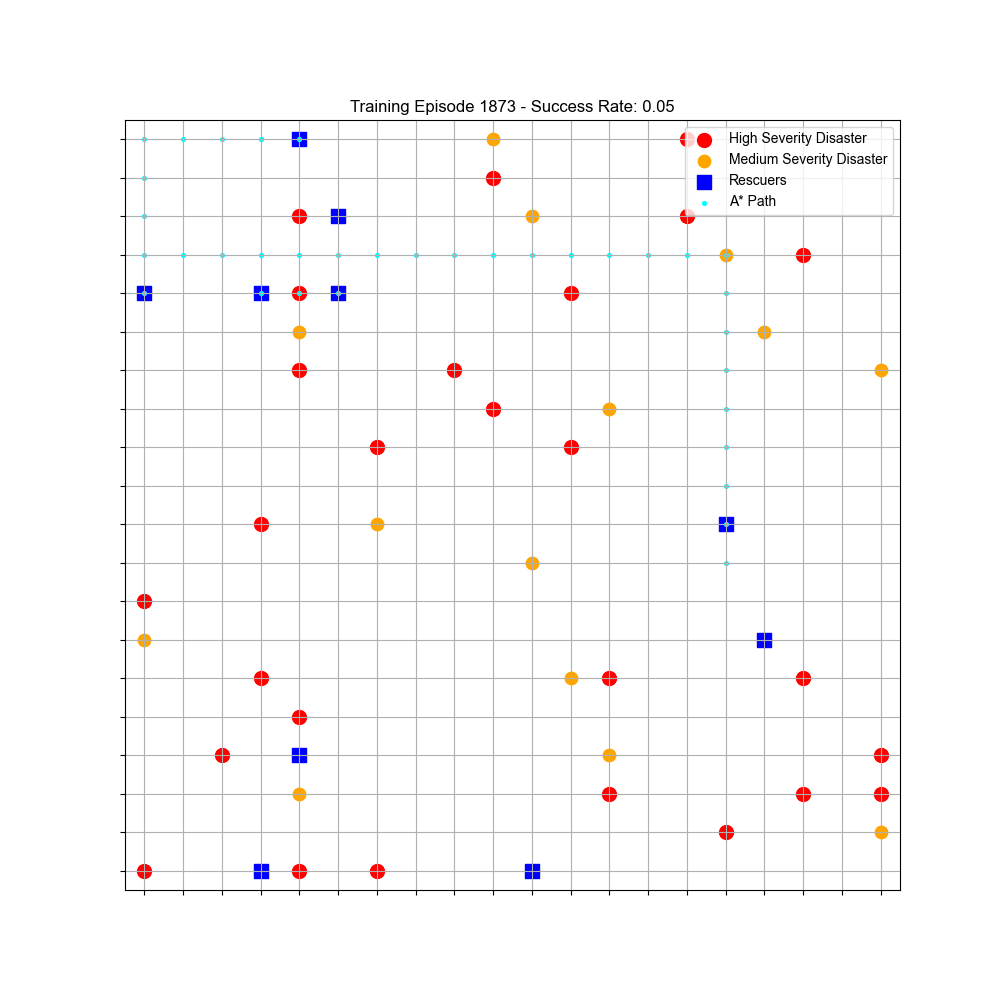 Training Episode 1873 - Success Rate: 0.05
High Severity Disaster
Medium Severity Disaster
Rescuers
A* Path